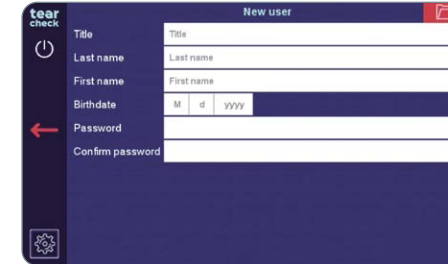 tear
check
New user
Title Title
Last name Last name
First name First name
Birthdate M d yyyy
Password
Confirm password